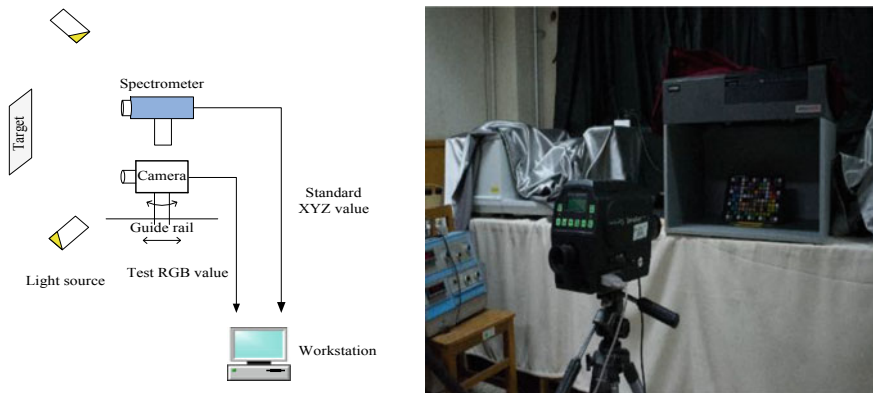 Spectrometer
Target
Camera
Guide rail
Standard
XYZ value
Test RGB value
Light source
Workstation